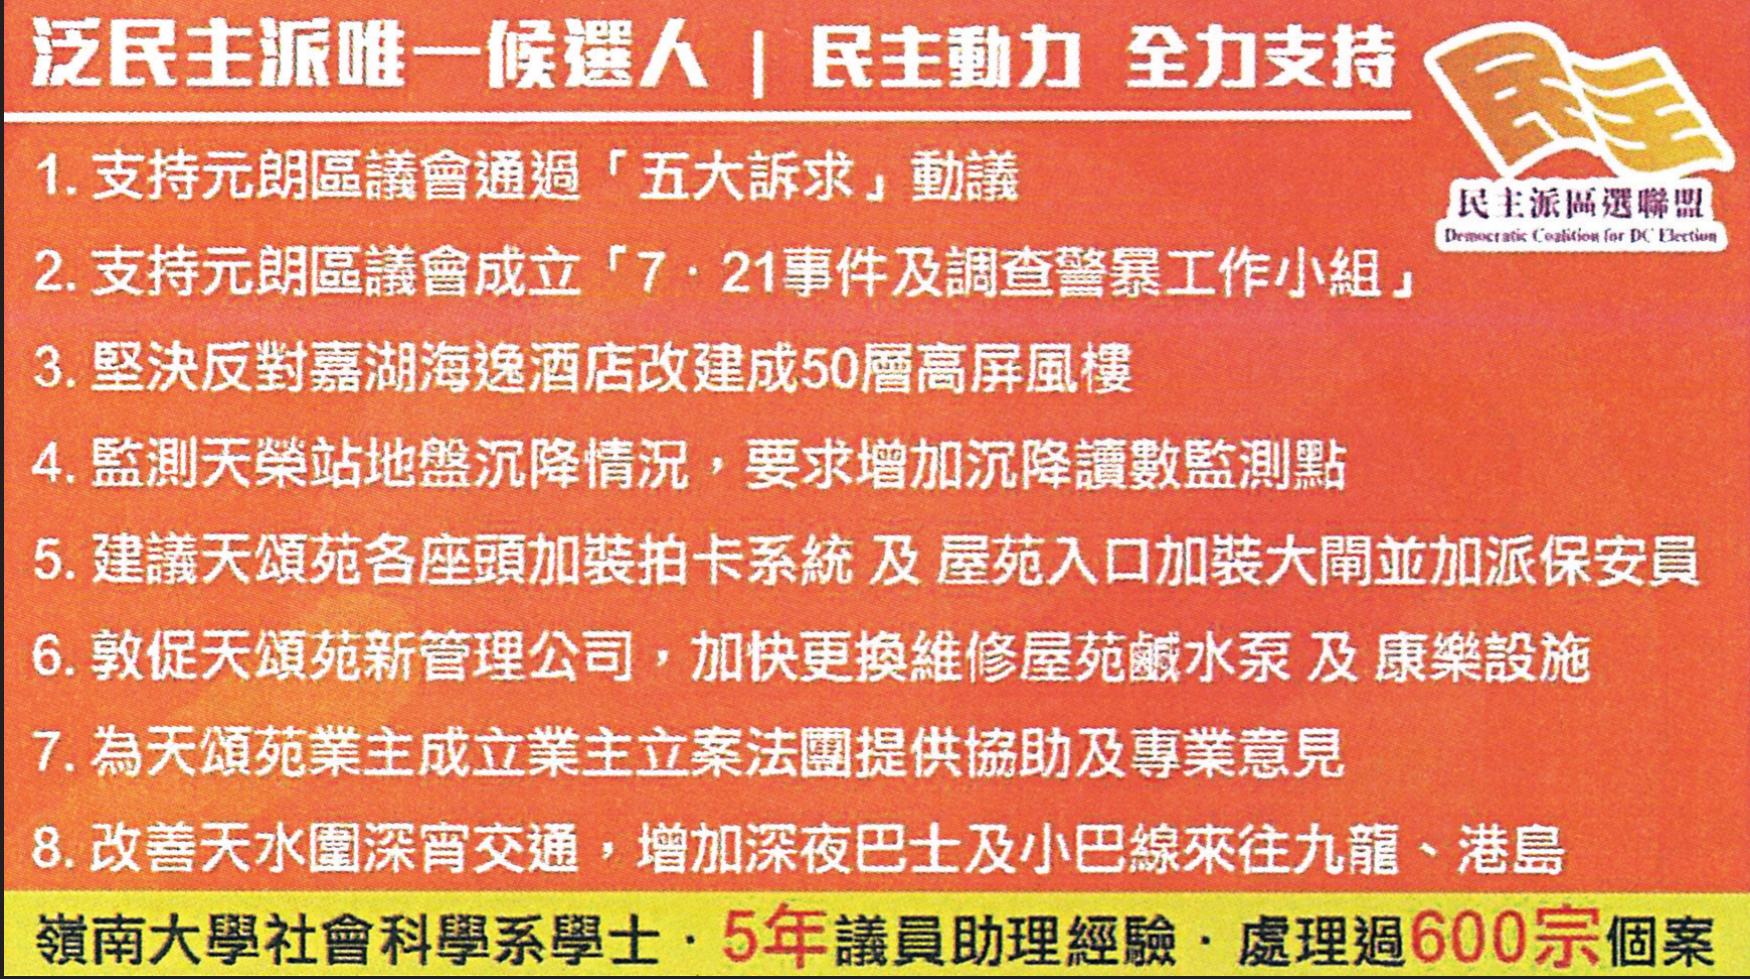 泛民主派唯一候選人 | 民主動力 全力支持
民主
民主派區選聯盟
Democratic Coalition for DC Election
1. 支持元朗區議會通過「五大訴求」動議
2. 支持元朗區議會成立「7‧21事件及調查警暴工作小組」
3. 堅決反對嘉湖海逸酒店改建成50層高屏風樓
4. 監測天榮站地盤沉降情況，要求增加沉降讀數監測點
5. 建議天頌苑各座頭加裝拍卡系統 及 屋苑入口加裝大閘並加派保安員
6. 敦促天頌苑新管理公司，加快更換維修屋苑鹹水泵 及 康樂設施
7. 為天頌苑業主成立業主立案法團提供協助及專業意見
8. 改善天水圍深宵交通，增加深夜巴士及小巴線來往九龍、港島
嶺南大學社會科學系學士‧5年議員助理經驗‧處理過600宗個案